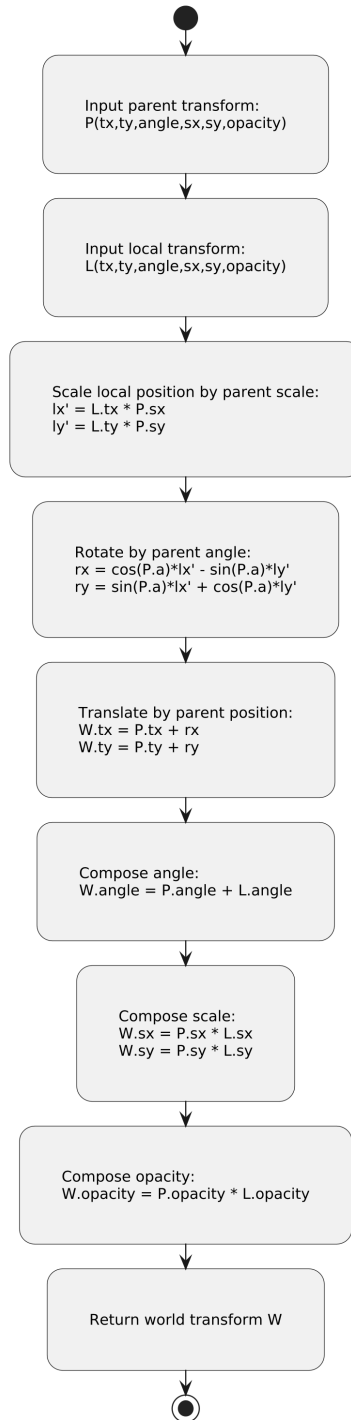 Input parent transform:
P(tx,ty,angle,sx,sy,opacity)
Input local transform:
L(tx,ty,angle,sx,sy,opacity)
Scale local position by parent scale:
lx' = L.tx * P.sx
ly' = L.ty * P.sy
Rotate by parent angle:
rx = cos(P.a)*lx' - sin(P.a)*ly'
ry = sin(P.a)*lx' + cos(P.a)*ly'
Translate by parent position:
W.tx = P.tx + rx
W.ty = P.ty + ry
Compose angle:
W.angle = P.angle + L.angle
Compose scale:
W.sx = P.sx * L.sx
W.sy = P.sy * L.sy
Compose opacity:
W.opacity = P.opacity * L.opacity
Return world transform W